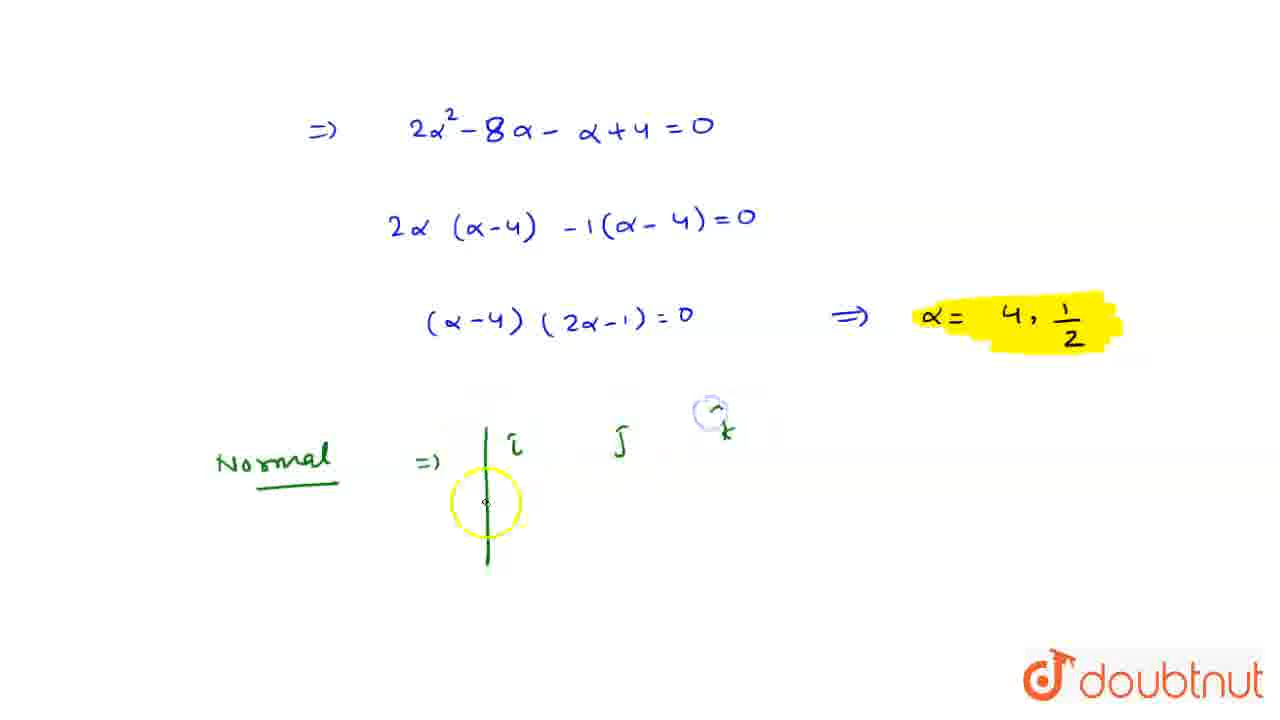 => 2α² - 8α - α + 4 = 0
2α (α - 4) - 1(α - 4) = 0
(α - 4) (2α - 1) = 0 => α = 4, 1/2
Normal => | î ĵ k̂
doubtnut